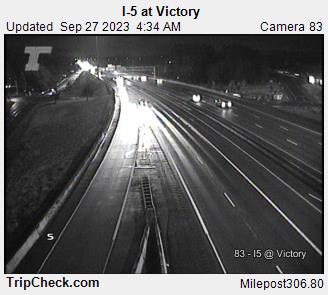 I-5 at Victory
Updated Sep 27 2023 4:34 AM Camera 83
T
S
83 - I5 @ Victory
TripCheck.com Milepost306.80